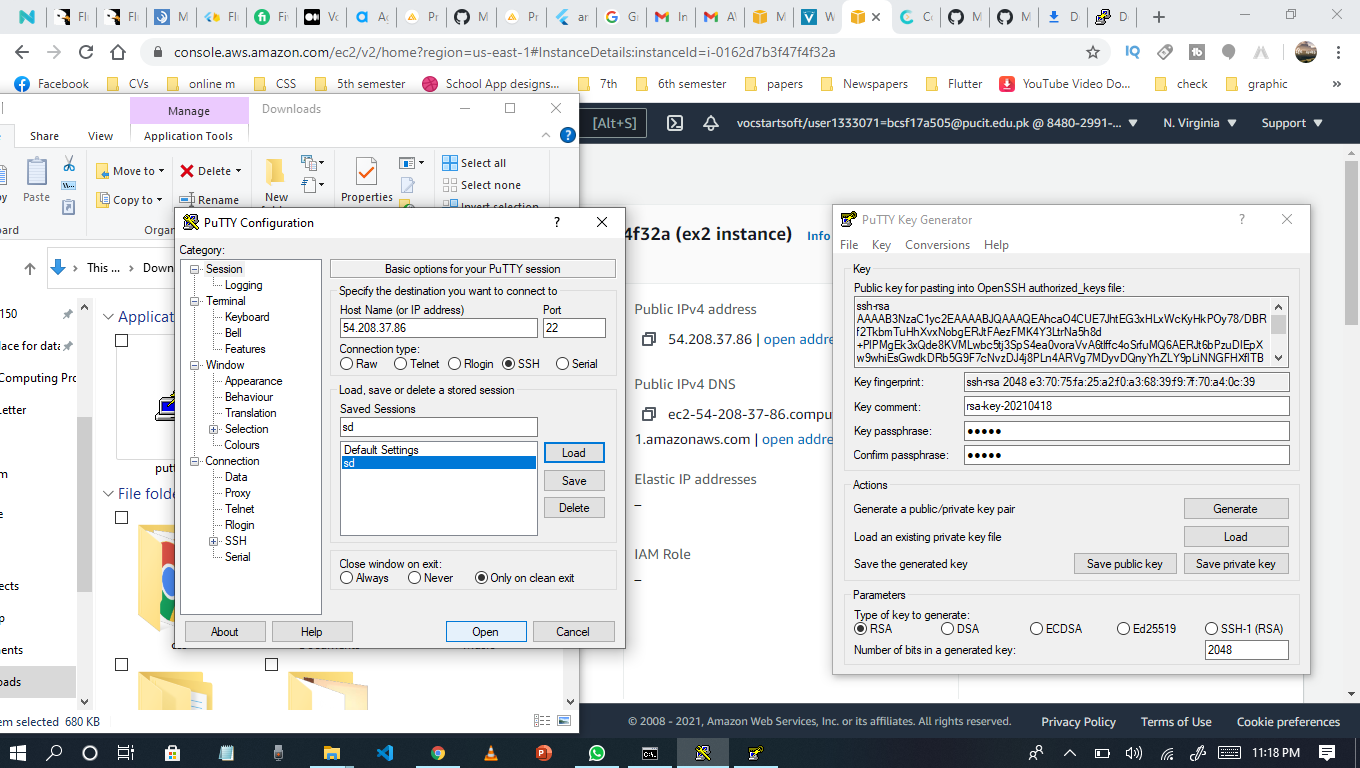 Fl
Fl
M
Fl
Fi
Vo
Ag
Pr
M
Pr
ar
Gr
In
A\
M
W
Co
M
M
D
D
console.aws.amazon.com/ec2/v2/home?region=us-east-1#InstanceDetails:instanceId=i-0162d7b3f47f4f32a
Facebook
CVs
online m
CSS
5th semester
School App designs...
7th
6th semester
papers
Newspapers
Flutter
YouTube Video Do...
check
graphic
»
Manage
Downloads
Share
View
Application Tools
[Alt+S]
vocstartsoft/user1333071=bcsf17a505@pucit.edu.pk @ 8480-2991-...
N. Virginia
Support
Paste
Move to
Copy to
Delete
Rename
New
Properties
Select all
Select none
Invert selection
Organ
This ...
Down
150
lace for data
Computing Pro
Letter
Applicati
putt
File folde
PuTTY Configuration
?
Category:
Session
Logging
Terminal
Keyboard
Bell
Features
Window
Appearance
Behaviour
Translation
Selection
Colours
Connection
Data
Proxy
Telnet
Rlogin
SSH
Serial
Basic options for your PuTTY session
Specify the destination you want to connect to
Host Name (or IP address)
Port
54.208.37.86
22
Connection type:
Raw
Telnet
Rlogin
SSH
Serial
Load, save or delete a stored session
Saved Sessions
sd
Default Settings
sd
Load
Save
Delete
Close window on exit:
Always
Never
Only on clean exit
About
Help
Open
Cancel
4f32a (ex2 instance)
Info
Public IPv4 address
54.208.37.86 | open addre
Public IPv4 DNS
ec2-54-208-37-86.compu
1.amazonaws.com | open addre
Elastic IP addresses
–
IAM Role
–
PuTTY Key Generator
?
File
Key
Conversions
Help
Key
Public key for pasting into OpenSSH authorized_keys file:
ssh-rsa
AAAAB3NzaC1yc2EAAAABJQAAAQEAhcaO4CUE7JhtEG3xHLxWcKyHkPOy78/DBR
f2TkbmTuHhXvxNobgERJtFAezFMK4Y3LtrNa5h8d
+PIPMgEk3xQde8KVMLwbc5tj3SpS4ea0voraVvA6tffc4oSrfuMQ6AERJt6bPzuDIEpX
w9whiEsGwdkDRb5G9F7cNvzDJ4j8PLn4ARVg7MDyvDQnyYhZLY9pLiNNGFHXflTB
Key fingerprint:
ssh-rsa 2048 e3:70:75:fa:25:a2:f0:a3:68:39:f9:7f:70:a4:0c:39
Key comment:
rsa-key-20210418
Key passphrase:
●●●●●
Confirm passphrase:
●●●●●
Actions
Generate a public/private key pair
Generate
Load an existing private key file
Load
Save the generated key
Save public key
Save private key
Parameters
Type of key to generate:
RSA
DSA
ECDSA
Ed25519
SSH-1 (RSA)
Number of bits in a generated key:
2048
em selected 680 KB
© 2008 - 2021, Amazon Web Services, Inc. or its affiliates. All rights reserved.
Privacy Policy
Terms of Use
Cookie preferences
11:18 PM